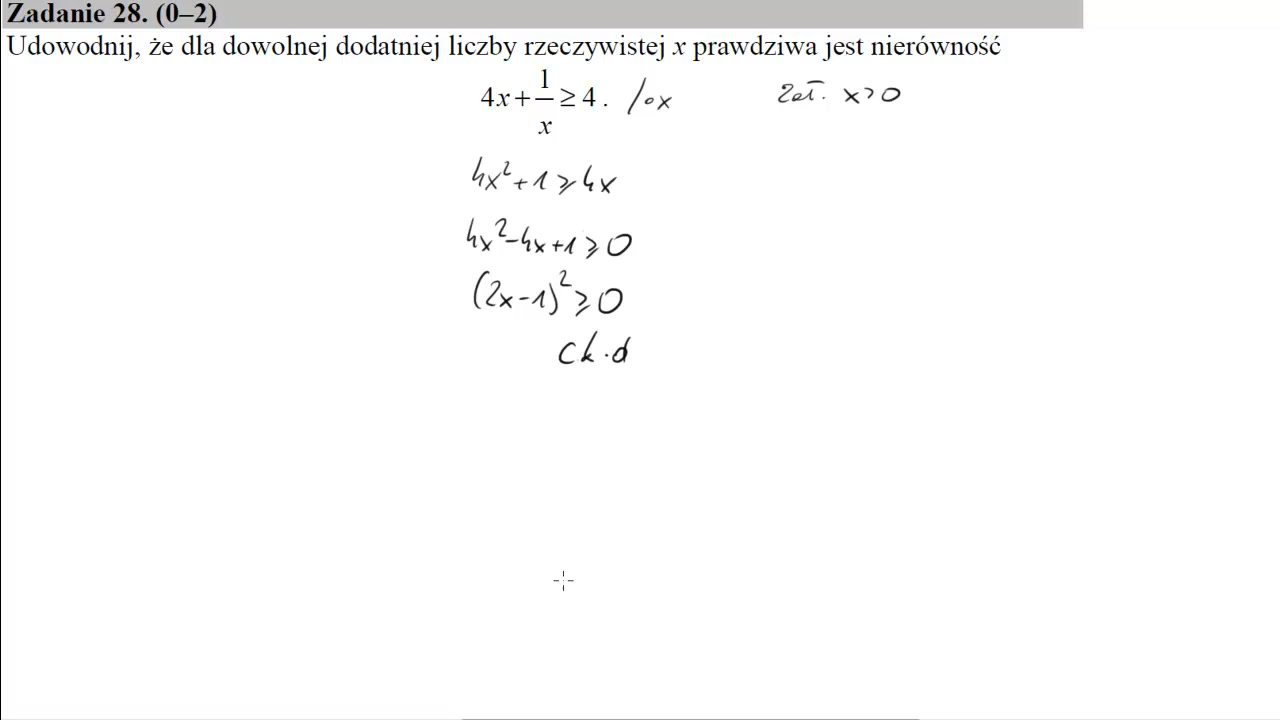 Zadanie 28. (0–2)
Udowodnij, że dla dowolnej dodatniej liczby rzeczywistej x prawdziwa jest nierówność
4x + 1/x ≥ 4 . /·x zał. x>0
4x² + 1 ≥ 4x
4x² - 4x + 1 ≥ 0
(2x - 1)² ≥ 0
ck.d